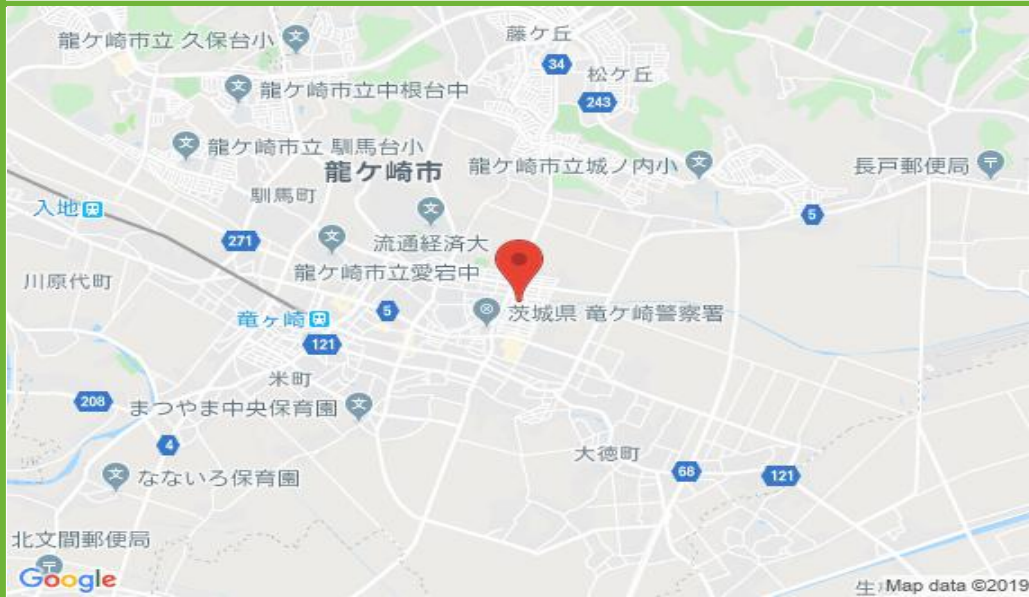 龍ケ崎市立 久保台小
藤ケ丘
34
松ケ丘
龍ケ崎市立中根台中
243
龍ケ崎市立 馴馬台小
龍ケ崎市
龍ケ崎市立城ノ内小
長戸郵便局
馴馬町
入地
5
271
流通経済大
龍ケ崎市立愛宕中
川原代町
竜ヶ崎
5
茨城県 竜ケ崎警察署
121
米町
208
まつやま中央保育園
4
大徳町
68
121
なないろ保育園
北文間郵便局
Google
生
Map data ©2019